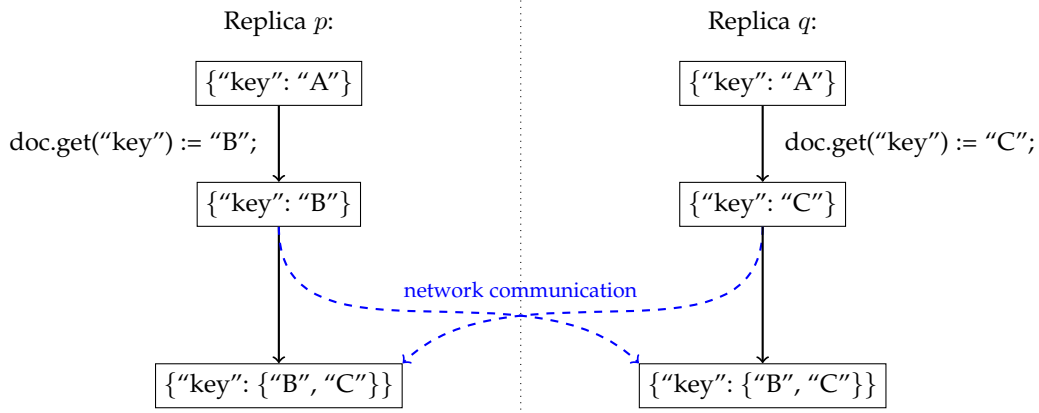 Replica p:
Replica q:
{“key”: “A”}
{“key”: “A”}
doc.get(“key”) := “B”;
doc.get(“key”) := “C”;
{“key”: “B”}
{“key”: “C”}
network communication
{“key”: {“B”, “C”}}
{“key”: {“B”, “C”}}